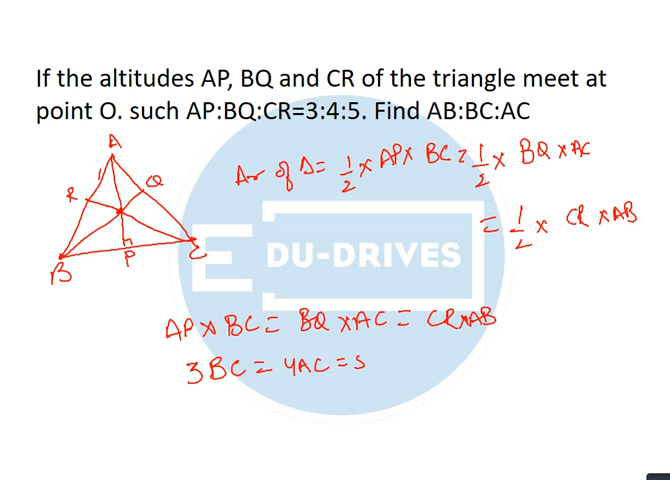 If the altitudes AP, BQ and CR of the triangle meet at
point O. such AP:BQ:CR=3:4:5. Find AB:BC:AC
A
R
Q
B
P
C
Ar of Δ = 1/2 × AP × BC = 1/2 × BQ × AC
= 1/2 × CR × AB
E DU-DRIVES
AP × BC = BQ × AC = CR × AB
3BC = 4AC = 5